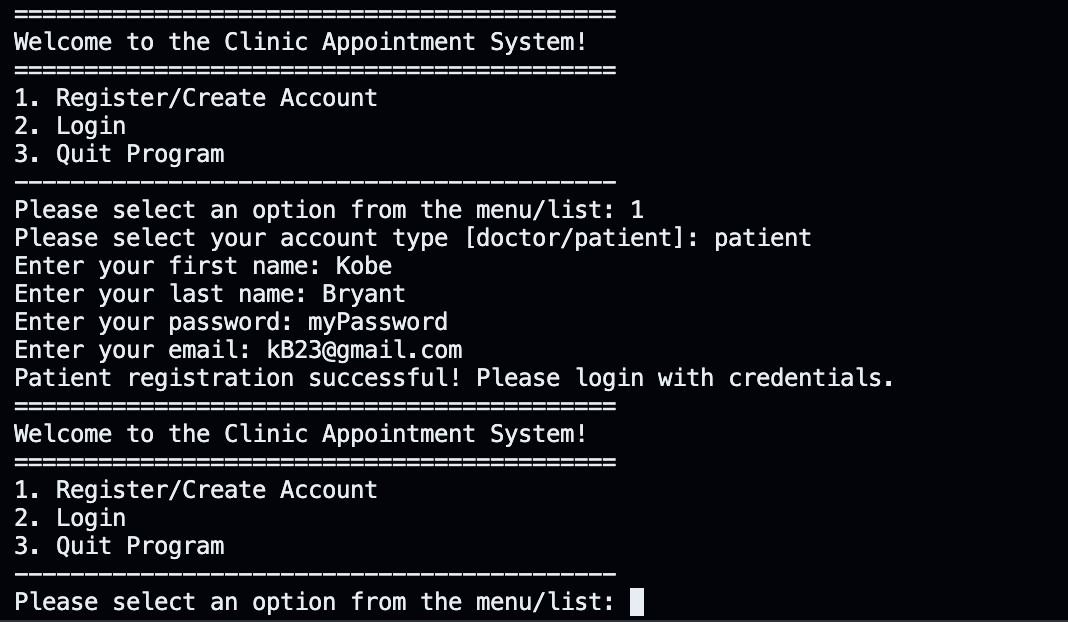 ===========================================
Welcome to the Clinic Appointment System!
===========================================
1. Register/Create Account
2. Login
3. Quit Program
-------------------------------------------
Please select an option from the menu/list: 1
Please select your account type [doctor/patient]: patient
Enter your first name: Kobe
Enter your last name: Bryant
Enter your password: myPassword
Enter your email: kB23@gmail.com
Patient registration successful! Please login with credentials.
===========================================
Welcome to the Clinic Appointment System!
===========================================
1. Register/Create Account
2. Login
3. Quit Program
-------------------------------------------
Please select an option from the menu/list: